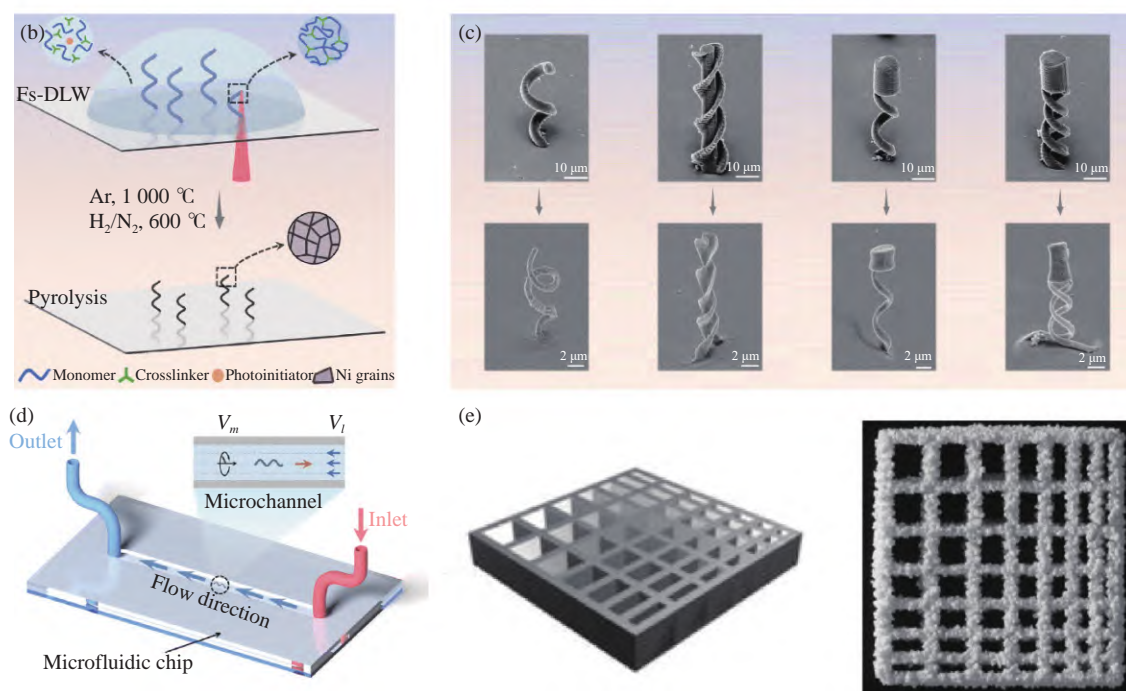 (b)
Fs-DLW
Ar, 1 000 ℃
H₂/N₂, 600 ℃
Pyrolysis
Monomer Crosslinker Photoinitiator Ni grains
(c)
10 μm
10 μm
10 μm
10 μm
2 μm
2 μm
2 μm
2 μm
(d)
Outlet
Vₘ
Vₗ
Microchannel
Inlet
Flow direction
Microfluidic chip
(e)